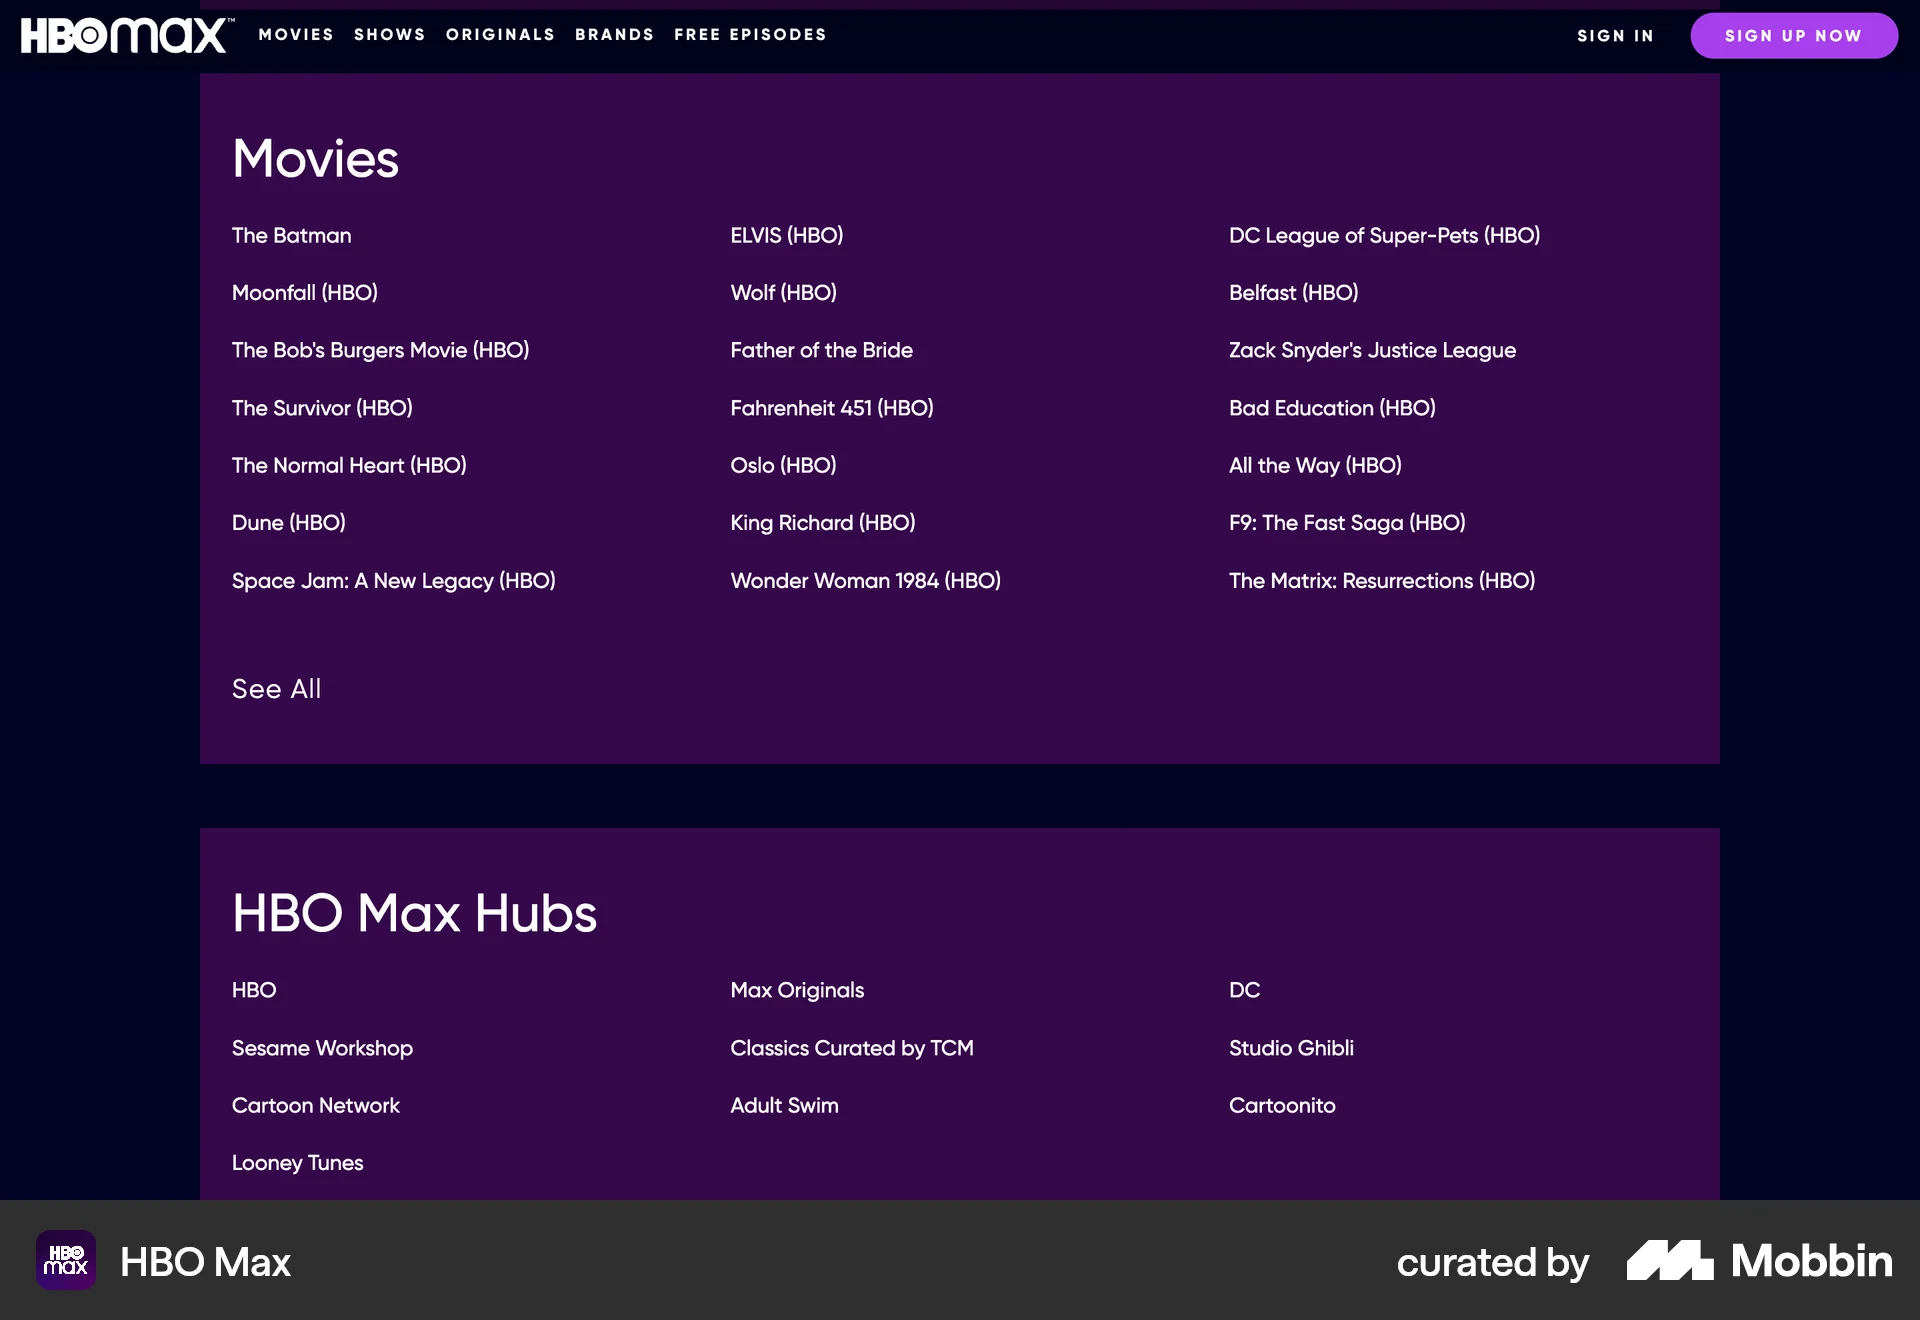 HBOmax™ MOVIES SHOWS ORIGINALS BRANDS FREE EPISODES SIGN IN SIGN UP NOW
Movies
The Batman ELVIS (HBO) DC League of Super-Pets (HBO)
Moonfall (HBO) Wolf (HBO) Belfast (HBO)
The Bob's Burgers Movie (HBO) Father of the Bride Zack Snyder's Justice League
The Survivor (HBO) Fahrenheit 451 (HBO) Bad Education (HBO)
The Normal Heart (HBO) Oslo (HBO) All the Way (HBO)
Dune (HBO) King Richard (HBO) F9: The Fast Saga (HBO)
Space Jam: A New Legacy (HBO) Wonder Woman 1984 (HBO) The Matrix: Resurrections (HBO)
See All
HBO Max Hubs
HBO Max Originals DC
Sesame Workshop Classics Curated by TCM Studio Ghibli
Cartoon Network Adult Swim Cartoonito
Looney Tunes
HBO max HBO Max curated by Mobbin